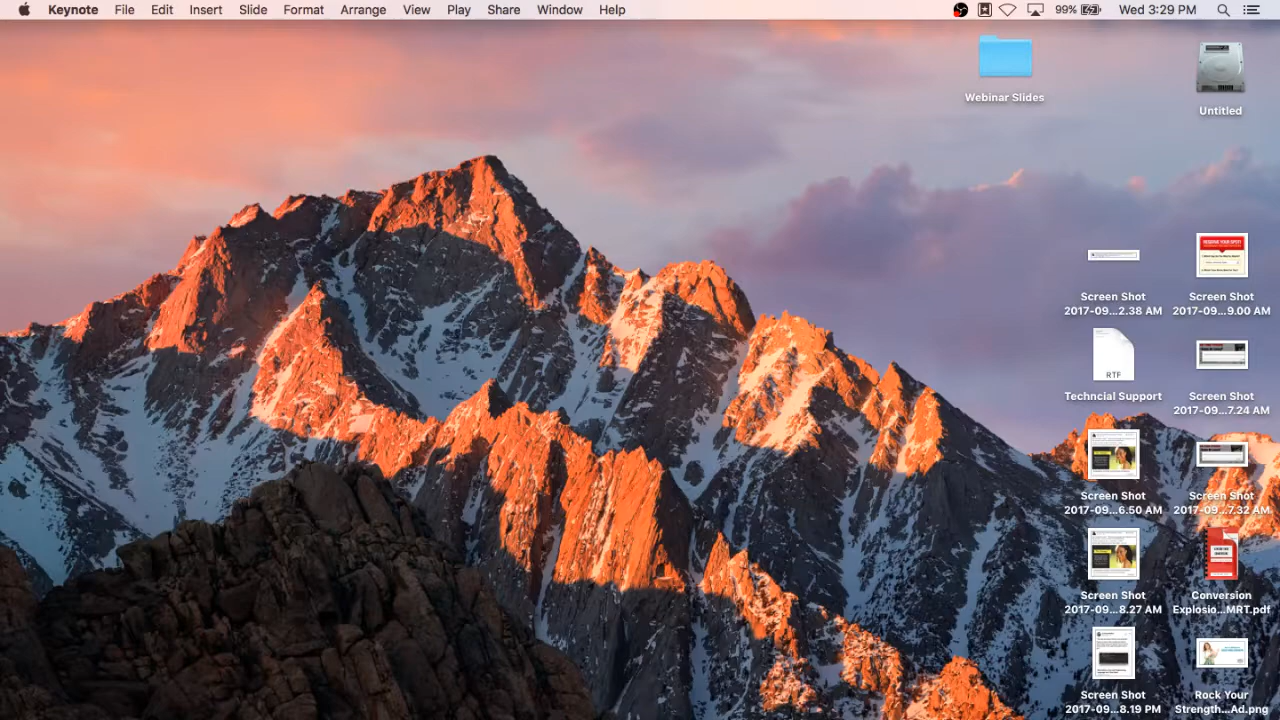 Keynote File Edit Insert Slide Format Arrange View Play Share Window Help 99% Wed 3:29 PM
Webinar Slides
Untitled
RESERVE YOUR SPOT!
Screen Shot
2017-09...2.38 AM
Screen Shot
2017-09...9.00 AM
RTF
Techncial Support
Screen Shot
2017-09...7.24 AM
Screen Shot
2017-09...6.50 AM
Screen Shot
2017-09...7.32 AM
Screen Shot
2017-09...8.27 AM
Conversion
Explosio...MRT.pdf
Screen Shot
2017-09...8.19 PM
Rock Your
Strength...Ad.png